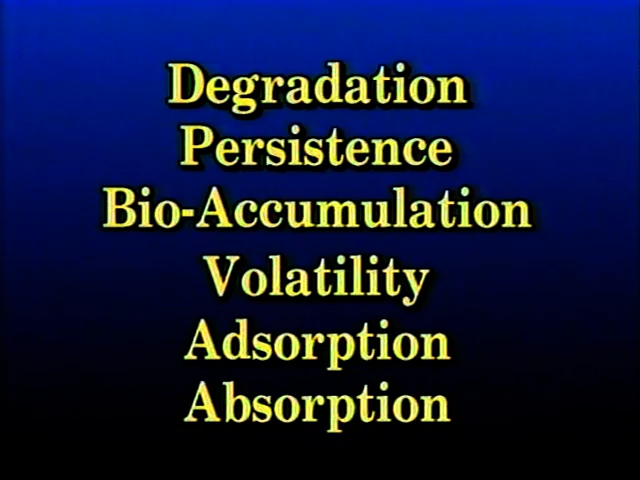 Degradation
Persistence
Bio-Accumulation
Volatility
Adsorption
Absorption